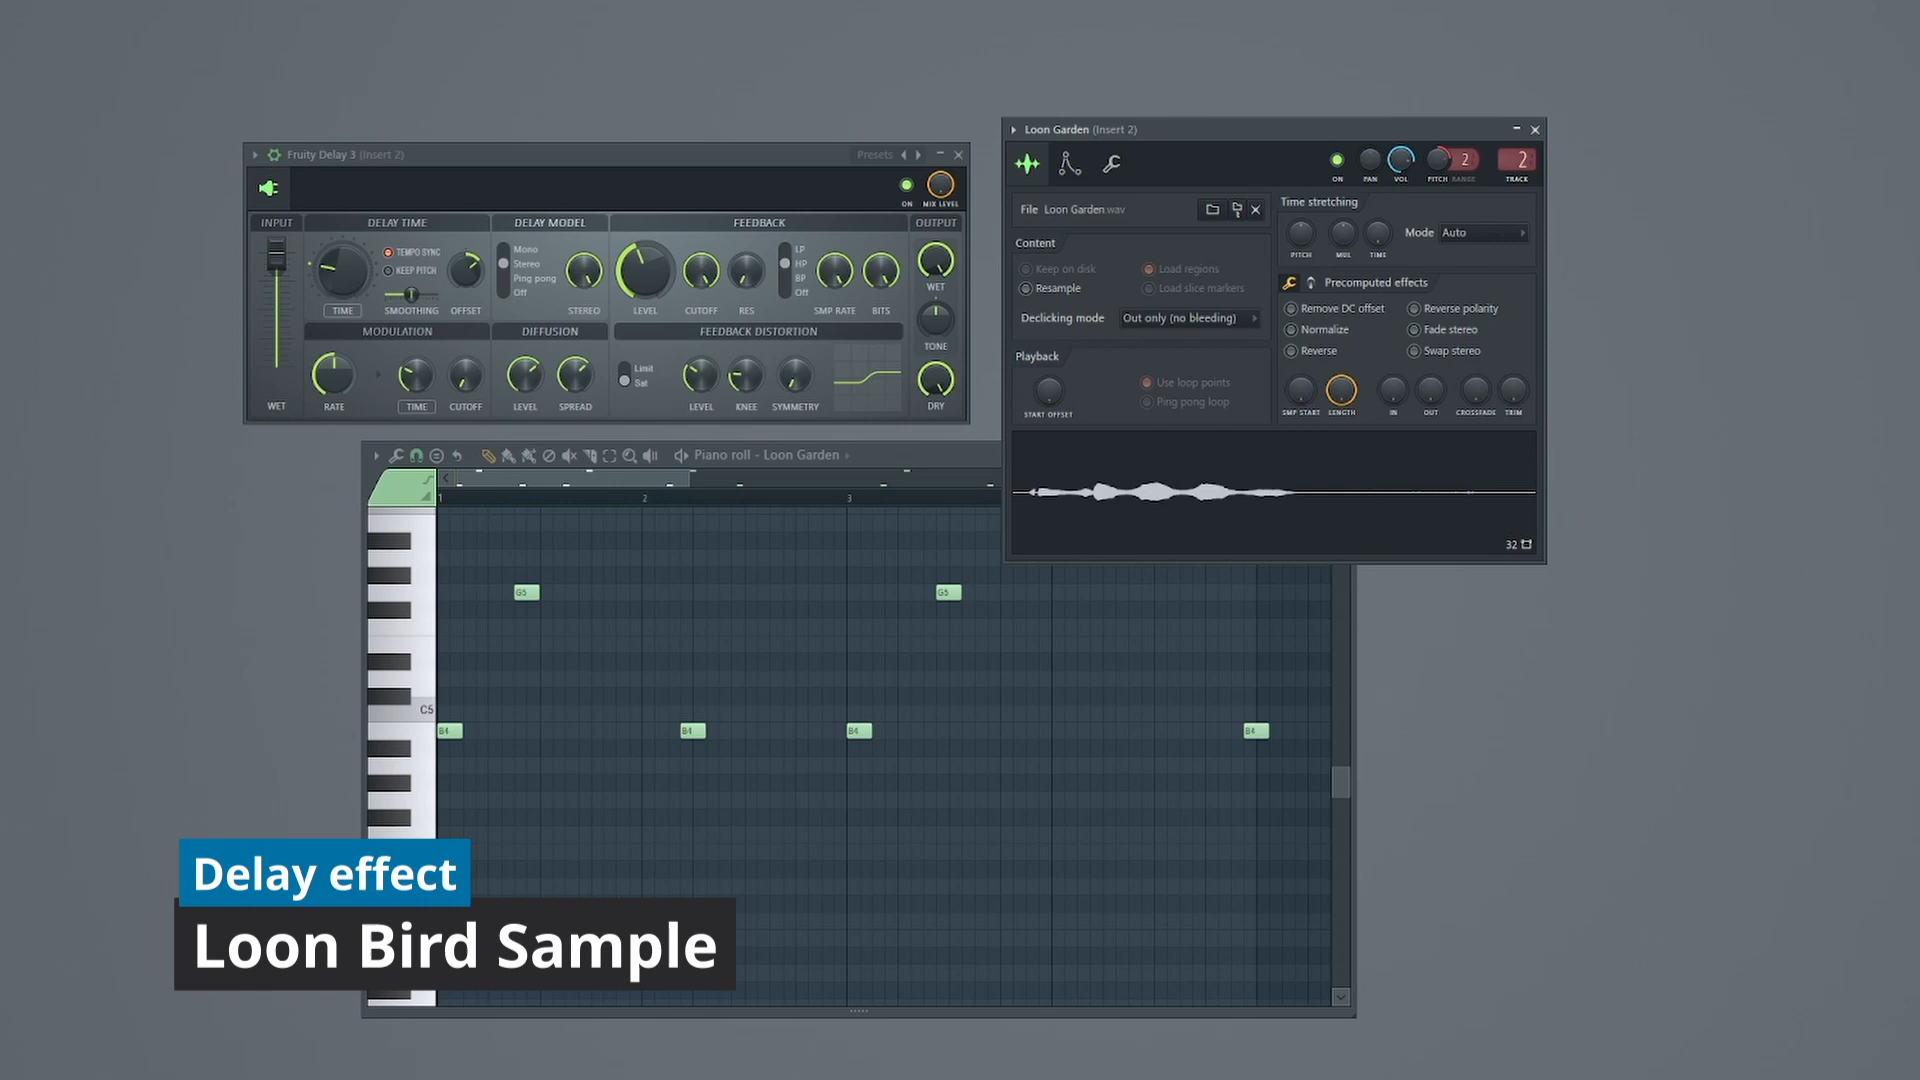 Loon Garden (Insert 2)
Fruity Delay 3 (Insert 2)
Presets
ON
MIX LEVEL
ON
PAN
VOL
PITCH
RANGE
2
2
TRACK
INPUT
DELAY TIME
DELAY MODEL
FEEDBACK
OUTPUT
TEMPO SYNC
KEEP PITCH
TIME
SMOOTHING
OFFSET
Mono
Stereo
Ping pong
Off
STEREO
LEVEL
CUTOFF
RES
LP
HP
BP
Off
SMP RATE
BITS
WET
TONE
DRY
MODULATION
DIFFUSION
FEEDBACK DISTORTION
WET
RATE
TIME
CUTOFF
LEVEL
SPREAD
Limit
Sat
LEVEL
KNEE
SYMMETRY
File Loon Garden.wav
Content
Keep on disk
Load regions
Resample
Load slice markers
Declicking mode
Out only (no bleeding)
Playback
START OFFSET
Use loop points
Ping pong loop
Time stretching
PITCH
MUL
TIME
Mode
Auto
Precomputed effects
Remove DC offset
Reverse polarity
Normalize
Fade stereo
Reverse
Swap stereo
SMP START
LENGTH
IN
OUT
CROSSFADE
TRIM
32
Piano roll - Loon Garden
1
2
3
G5
G5
C5
B4
B4
B4
B4
Delay effect
Loon Bird Sample